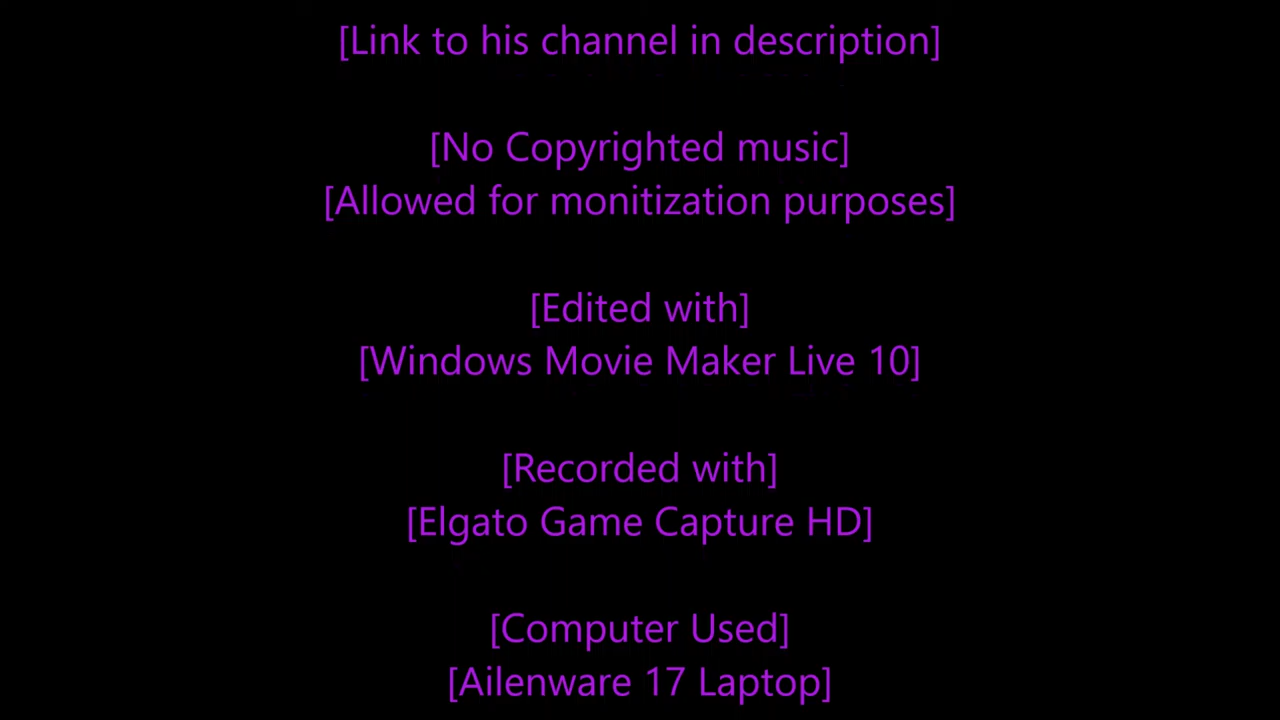 [Link to his channel in description]
[No Copyrighted music]
[Allowed for monitization purposes]
[Edited with]
[Windows Movie Maker Live 10]
[Recorded with]
[Elgato Game Capture HD]
[Computer Used]
[Ailenware 17 Laptop]